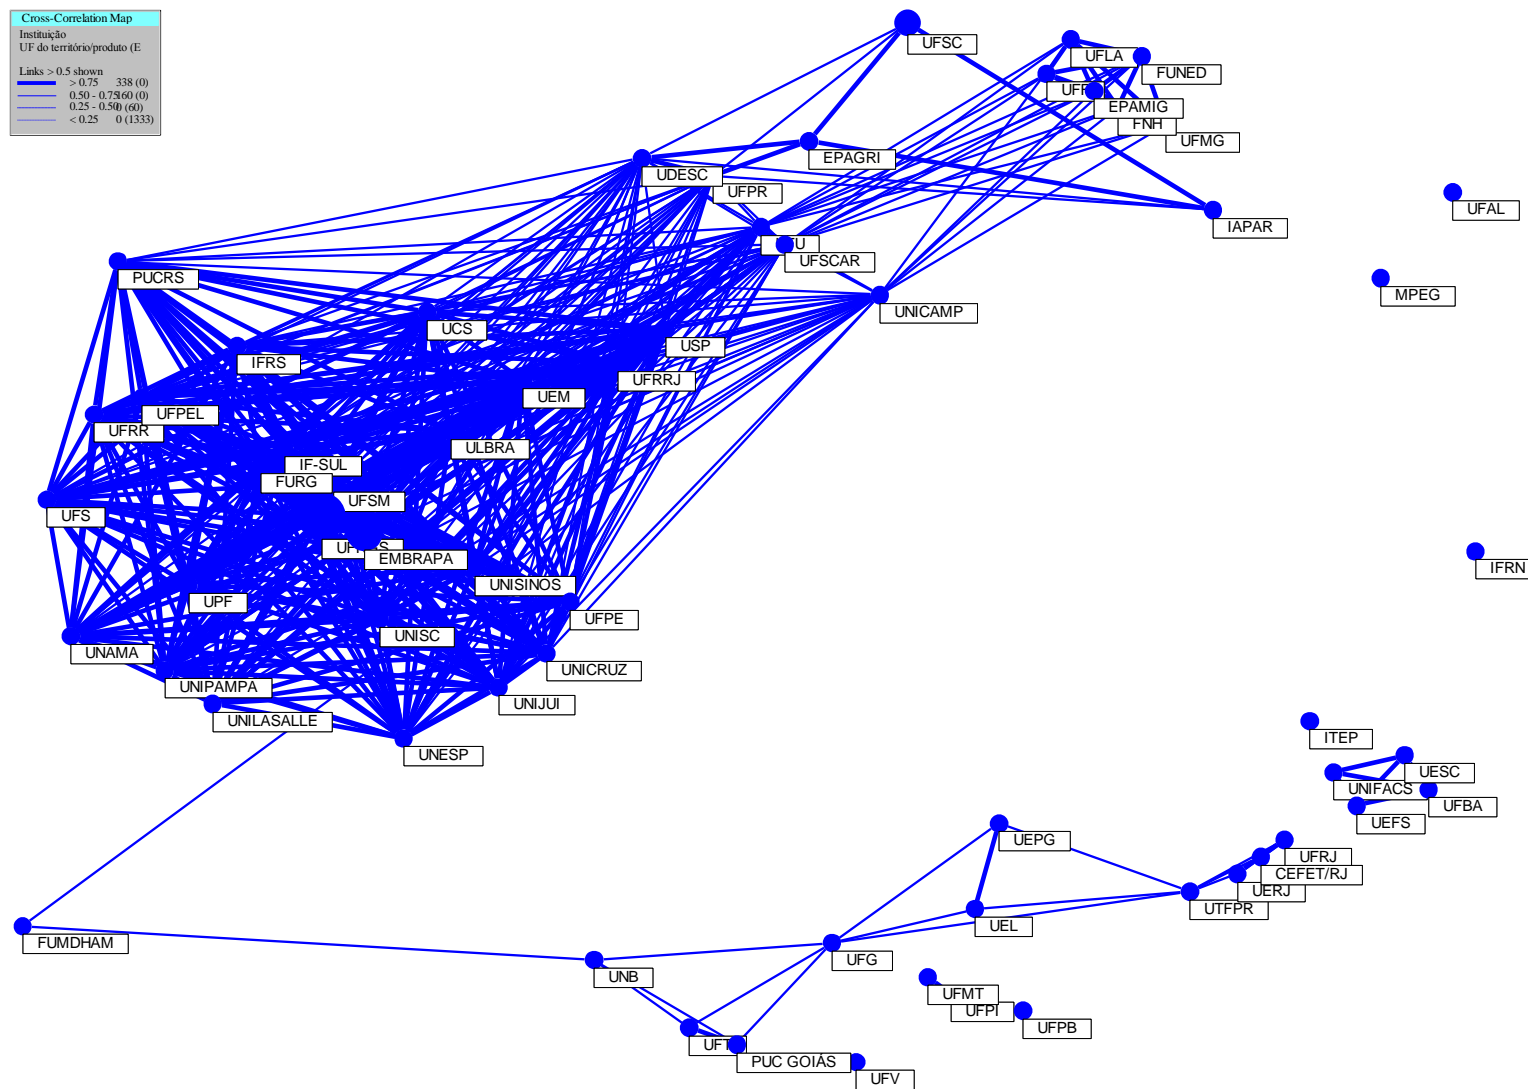 Cross-Correlation Map
Instituição
UF do território/produto (E
Links > 0.5 shown
> 0.75 338 (0)
0.50 - 0.75 160 (0)
0.25 - 0.50 0 (60)
< 0.25 0 (1333)
UFSC
UFLA
FUNED
EPAMIG
FNH
UFMG
EPAGRI
UDESC
UFPR
UFAL
IAPAR
UFSCAR
PUCRS
MPEG
UNICAMP
UCS
USP
IFRS
UFRRJ
UEM
UFPEL
UFRR
ULBRA
IF-SUL
FURG
UFSM
UFS
EMBRAPA
IFRN
UNISINOS
UPF
UFPE
UNISC
UNAMA
UNICRUZ
UNIPAMPA
UNIJUI
UNILASALLE
UNESP
ITEP
UESC
UNIFACS
UFBA
UEFS
UEPG
UFRJ
CEFET/RJ
UERJ
UTFPR
UEL
FUMDHAM
UFG
UNB
UFMT
UFPI
UFPB
PUC GOIÁS
UFV